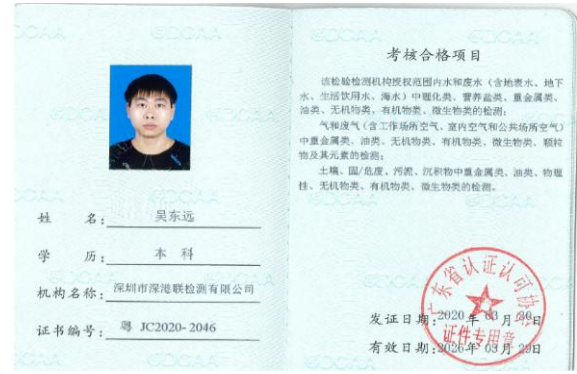 姓 名：吴东远
学 历：本 科
机构名称：深圳市深港联检测有限公司
证书编号：粤 JC2020-2046
考核合格项目
该检验检测机构授权范围内水和废水（含地表水、地下
水、生活饮用水、海水）中理化类、营养盐类、重金属类、
油类、无机物类、有机物类、微生物类的检测；
气和废气（含工作场所空气、室内空气和公共场所空气）
中重金属类、油类、无机物类、有机物类、微生物类、颗粒
物及其元素的检测；
土壤、固/危废、污泥、沉积物中重金属类、油类、物理
性、无机物类、有机物类、微生物类的检测。
广东省认证认可协会
证件专用章
发证日期：2020年 03 月 30日
有效日期：2026年 03月 29日
GDCAA